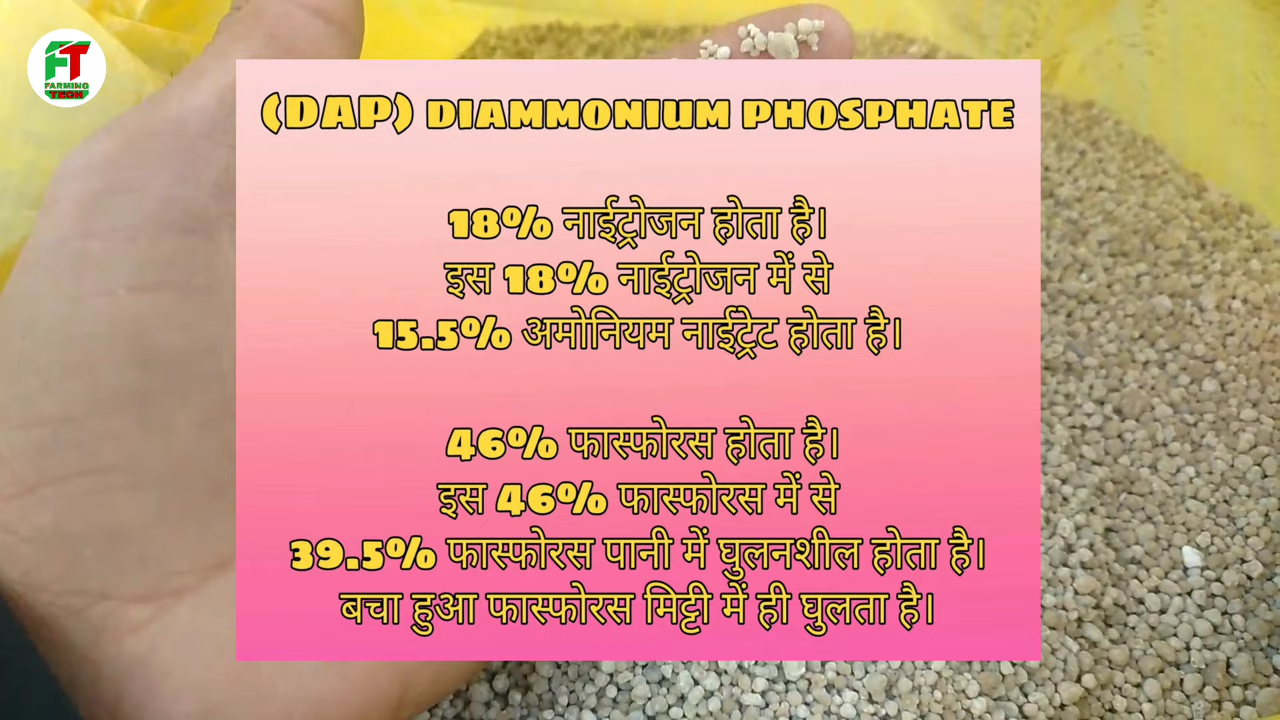 FT
FARMING
TECH
(DAP) DIAMMONIUM PHOSPHATE
18% नाईट्रोजन होता है।
इस 18% नाईट्रोजन में से
15.5% अमोनियम नाईट्रेट होता है।
46% फास्फोरस होता है।
इस 46% फास्फोरस में से
39.5% फास्फोरस पानी में घुलनशील होता है।
बचा हुआ फास्फोरस मिट्टी में ही घुलता है।